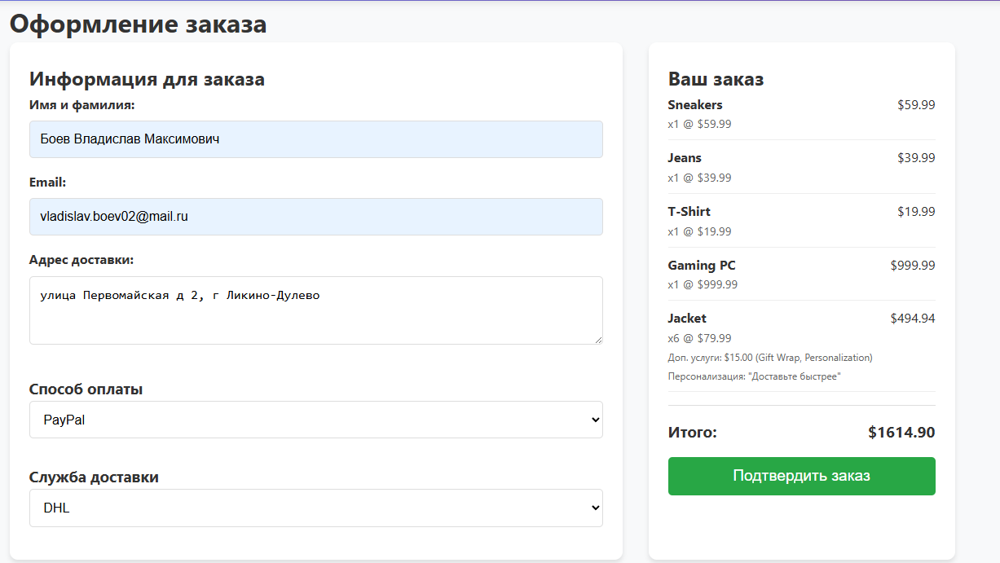 Оформление заказа
Информация для заказа
Имя и фамилия:
Боев Владислав Максимович
Email:
vladislav.boev02@mail.ru
Адрес доставки:
улица Первомайская д 2, г Ликино-Дулево
Способ оплаты
PayPal
Служба доставки
DHL
Ваш заказ
Sneakers $59.99
x1 @ $59.99
Jeans $39.99
x1 @ $39.99
T-Shirt $19.99
x1 @ $19.99
Gaming PC $999.99
x1 @ $999.99
Jacket $494.94
x6 @ $79.99
Доп. услуги: $15.00 (Gift Wrap, Personalization)
Персонализация: "Доставьте быстрее"
Итого: $1614.90
Подтвердить заказ